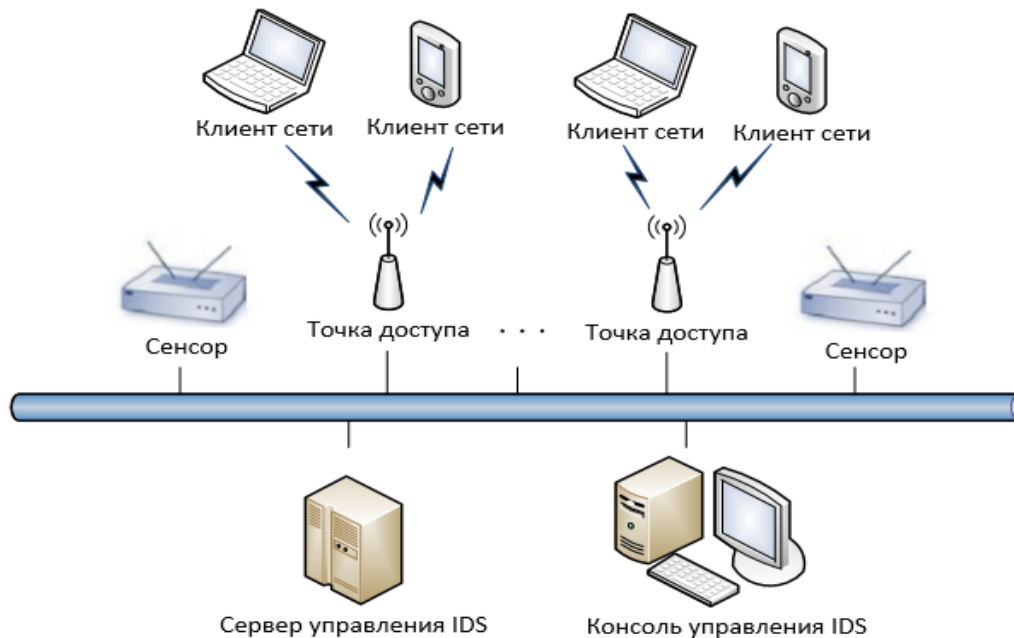 Клиент сети
Клиент сети
Клиент сети
Клиент сети
Точка доступа
. . .
Точка доступа
Сенсор
Сенсор
Сервер управления IDS
Консоль управления IDS